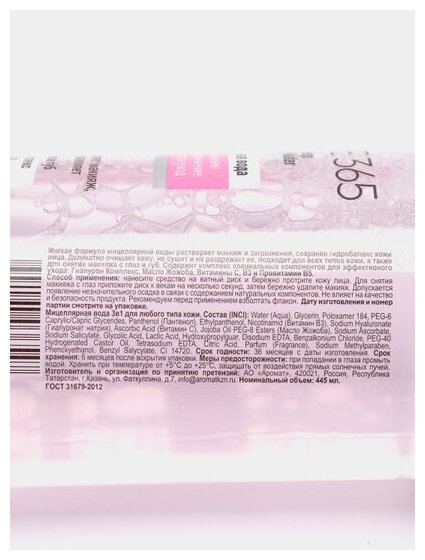 365
вода
макияж,
Мягкая формула мицеллярной воды растворяет макияж и загрязнения, сохраняя гидробаланс кожи
лица. Деликатно очищает кожу, не сушит и не раздражает ее, подходит для всех типов кожи, а также
для снятия макияжа с глаз и губ. Содержит комплекс специальных компонентов для эффективного
ухода: Гиалурон Комплекс, Масло Жожоба, Витамины С, В3 и Провитамин В5.
Способ применения: нанесите средство на ватный диск и бережно протрите кожу лица. Для снятия
макияжа с глаз приложите диск к векам на несколько секунд, затем бережно удалите макияж. Допускается
появление незначительного осадка в связи с содержанием натуральных компонентов. Не влияет на качество
и безопасность продукта. Рекомендуем перед применением взболтать флакон. Дату изготовления и номер
партии смотрите на упаковке.
Мицеллярная вода 3в1 для любого типа кожи. Состав (INCI): Water (Aqua), Glycerin, Poloxamer 184, PEG-6
Caprylic/Capric Glycerides, Panthenol (Пантенол), Ethylpanthenol, Nicotinamid (Витамин В3), Sodium Hyaluronate
(Гиалуронат натрия), Ascorbic Acid (Витамин С), Jojoba Oil PEG-8 Esters (Масло Жожоба), Sodium Ascorbate,
Sodium Salicylate, Glycolic Acid, Lactic Acid, Hydroxypropylguar, Disodium EDTA, Benzalkonium Chloride, PEG-40
Hydrogenated Castor Oil, Tetrasodium EDTA, Citric Acid, Parfum (Fragrance), Sodium Methylparaben,
Phenoxyethanol, Benzyl Salicylate, CI 14720. Срок годности: 36 месяцев с даты изготовления. Срок
хранения: 6 месяцев после вскрытия упаковки. Меры предосторожности: при попадании в глаза промыть
водой. Хранить при температуре от +5°С до +25°С, защищать от воздействия прямых солнечных лучей.
Изготовитель и организация по принятию претензий: АО «Аромат», 420021, Россия, Республика
Татарстан, г.Казань, ул. Фаткуллина, д.7, info@aromatkzn.ru. Номинальный объем: 445 мл.
ГОСТ 31679-2012